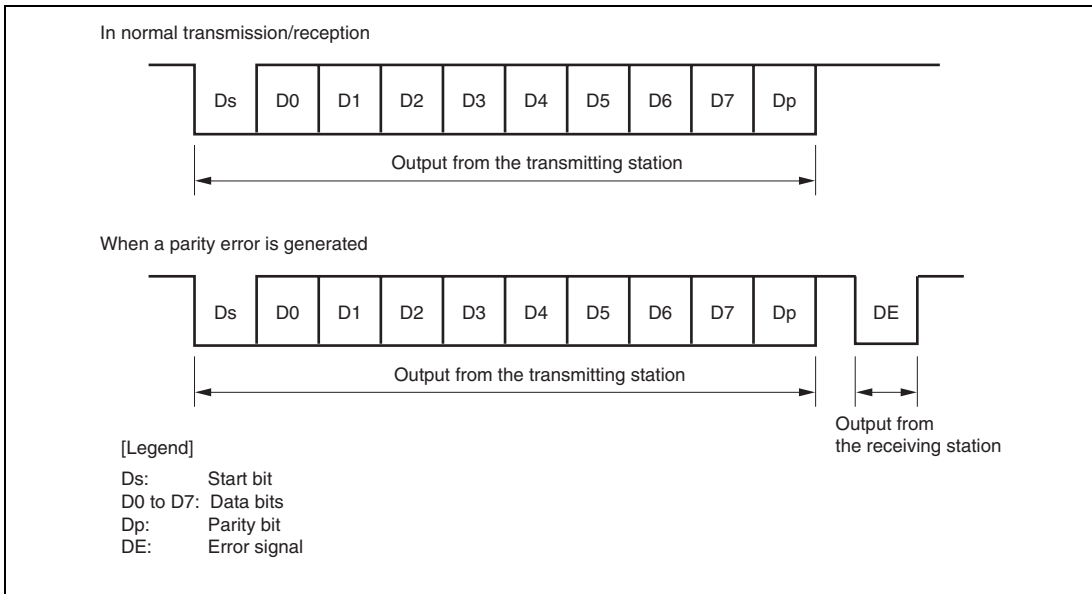 In normal transmission/reception
Ds D0 D1 D2 D3 D4 D5 D6 D7 Dp
Output from the transmitting station
When a parity error is generated
Ds D0 D1 D2 D3 D4 D5 D6 D7 Dp DE
Output from the transmitting station
Output from
the receiving station
[Legend]
Ds: Start bit
D0 to D7: Data bits
Dp: Parity bit
DE: Error signal